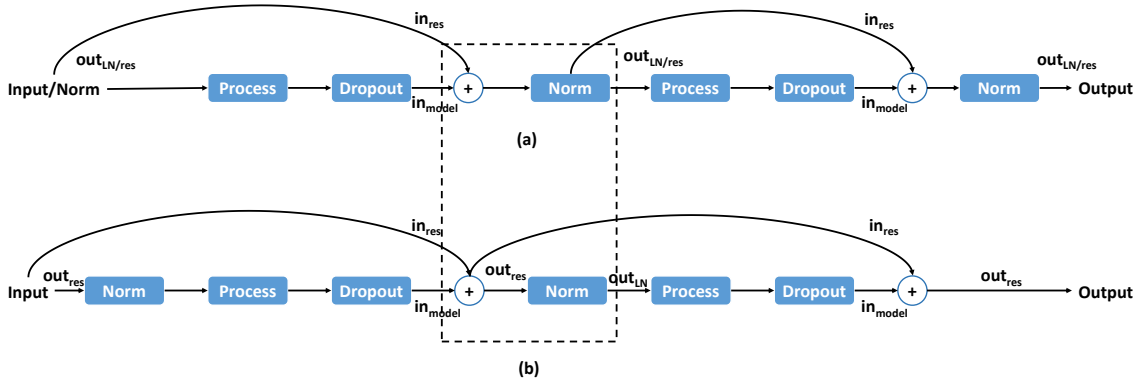 in_res in_res
out_LN/res out_LN/res out_LN/res
Input/Norm Process Dropout + Norm Process Dropout + Norm Output
in_model in_model
(a)
in_res in_res
out_res out_res out_LN out_res
Input Norm Process Dropout + Norm Process Dropout + Output
in_model in_model
(b)